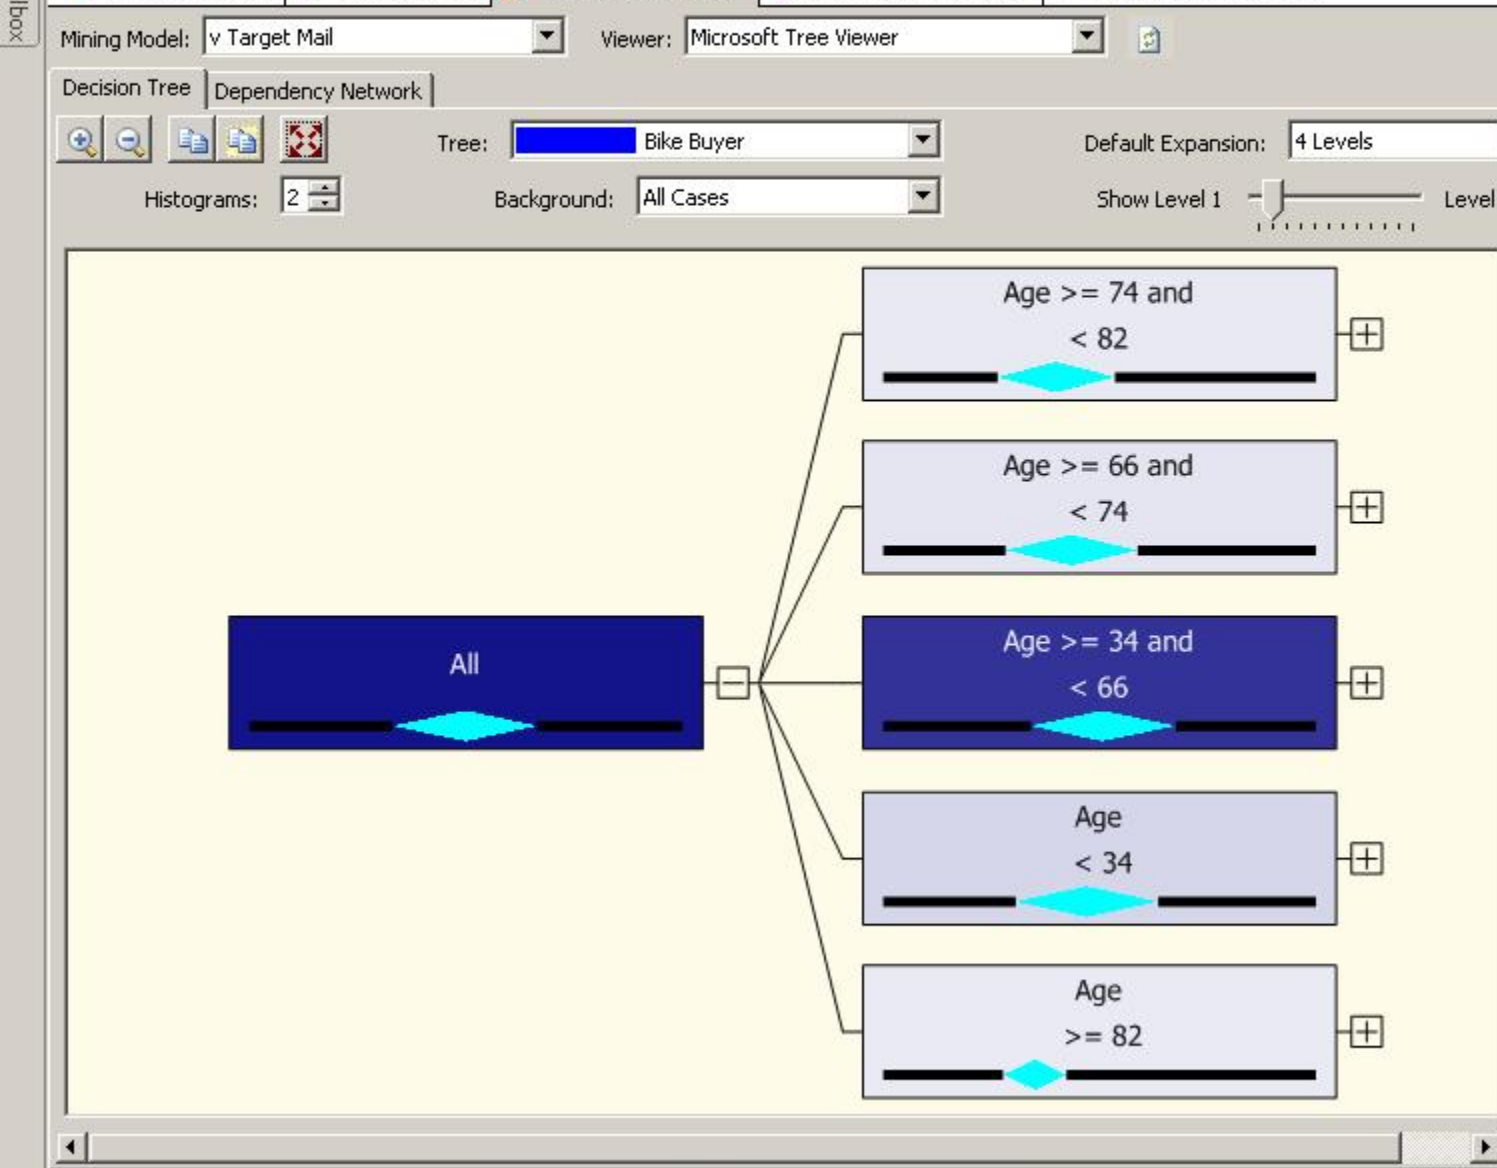 lbox
Mining Model: v Target Mail Viewer: Microsoft Tree Viewer
Decision Tree Dependency Network
Tree: Bike Buyer Default Expansion: 4 Levels
Histograms: 2 Background: All Cases Show Level 1 Level
Age >= 74 and
< 82
Age >= 66 and
< 74
All
Age >= 34 and
< 66
Age
< 34
Age
>= 82